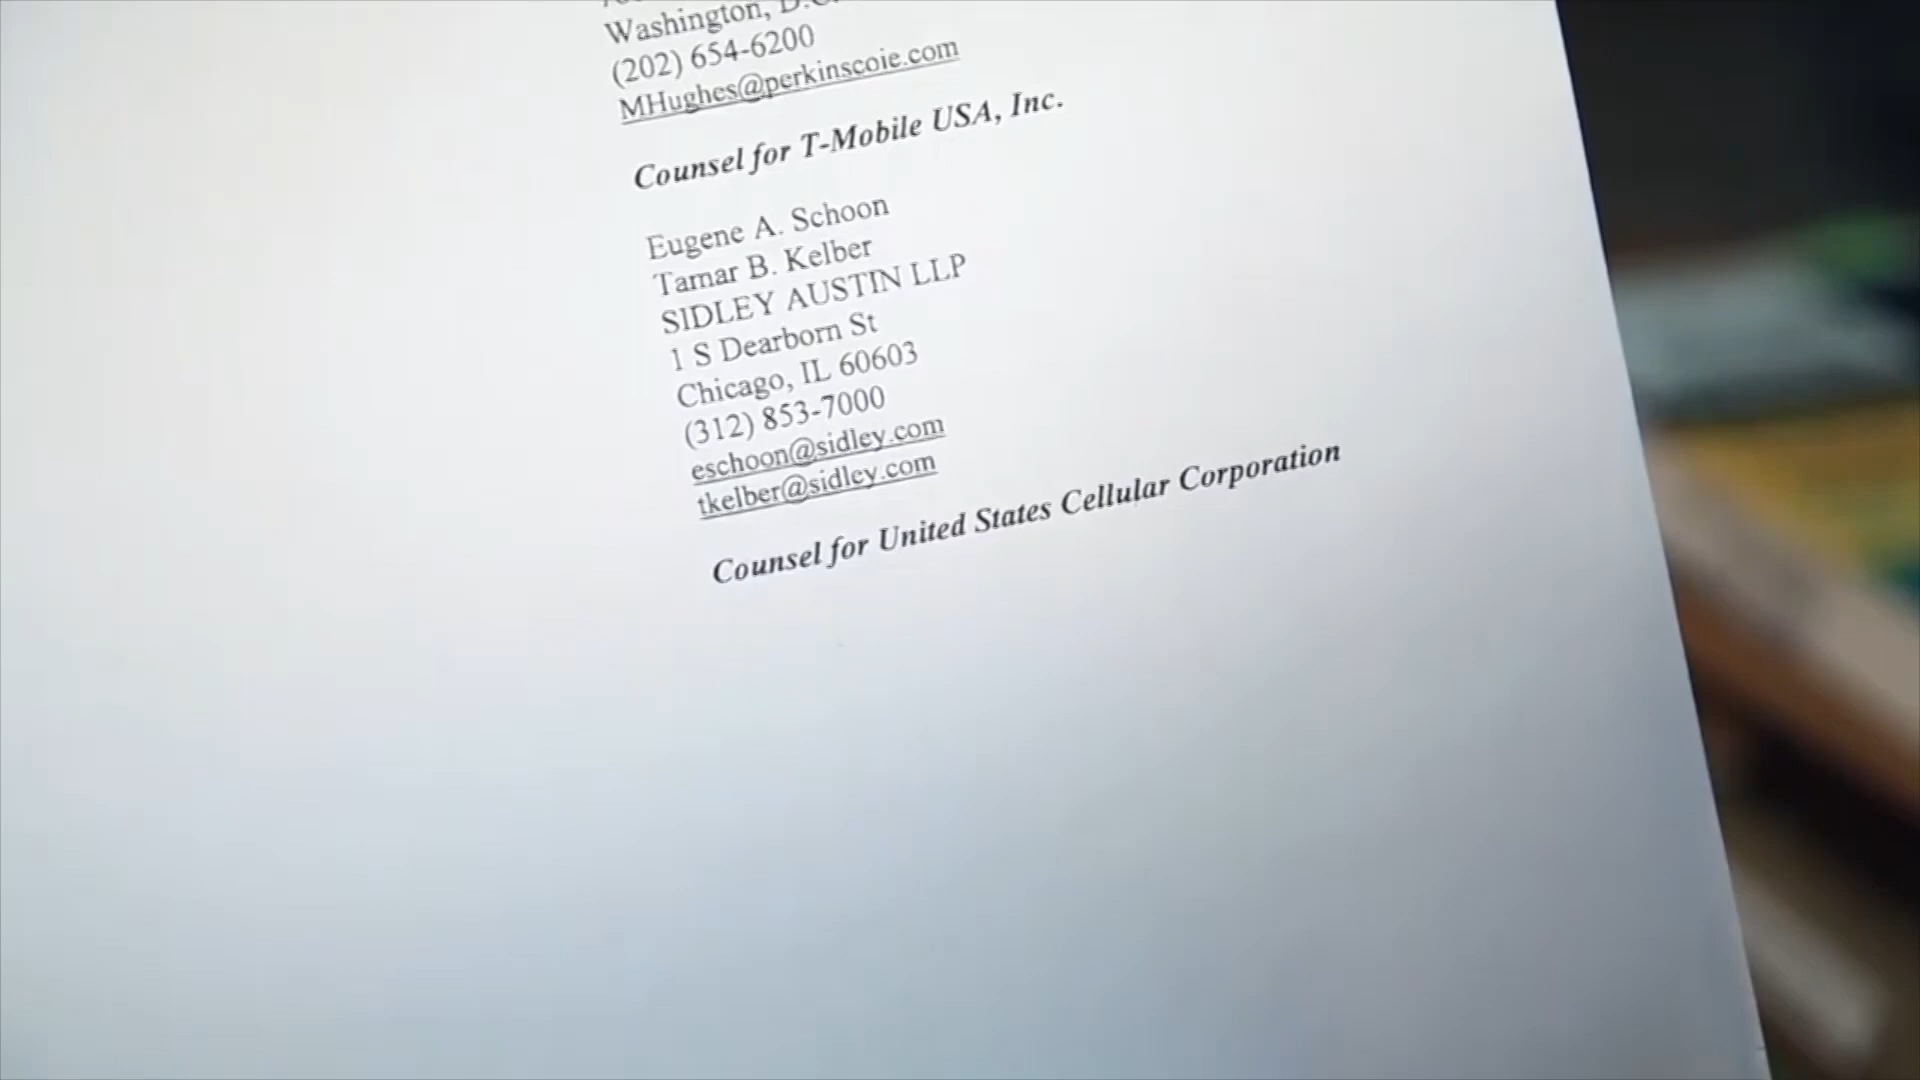 Washington, D.C.
(202) 654-6200
MHughes@perkinscoie.com
Counsel for T-Mobile USA, Inc.
Eugene A. Schoon
Tamar B. Kelber
SIDLEY AUSTIN LLP
1 S Dearborn St
Chicago, IL 60603
(312) 853-7000
eschoon@sidley.com
tkelber@sidley.com
Counsel for United States Cellular Corporation